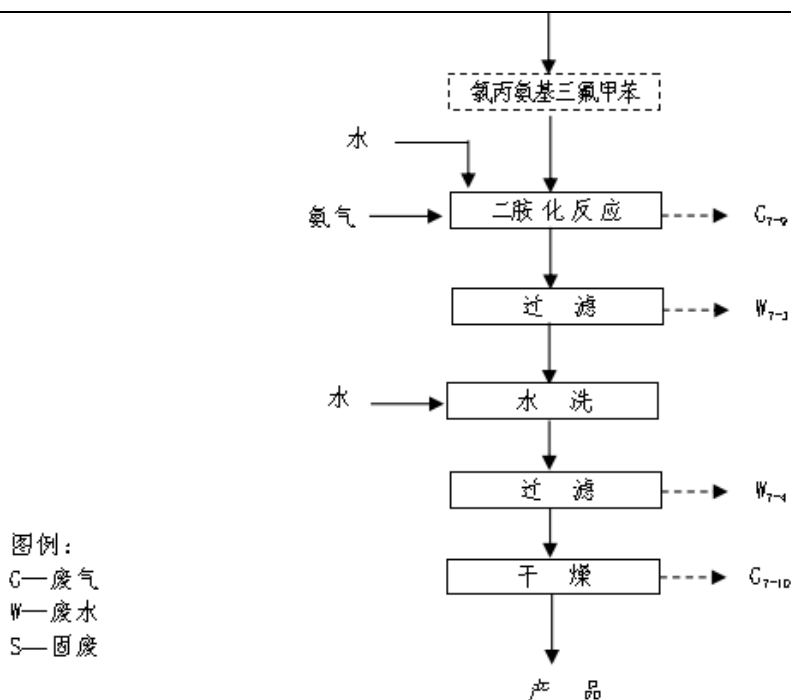 氯丙氨基三氟甲苯
水
氨气
二胺化反应
G7-9
过 滤
W7-3
水
水 洗
过 滤
W7-4
干 燥
G7-10
图例：
G—废气
W—废水
S—固废
产 品